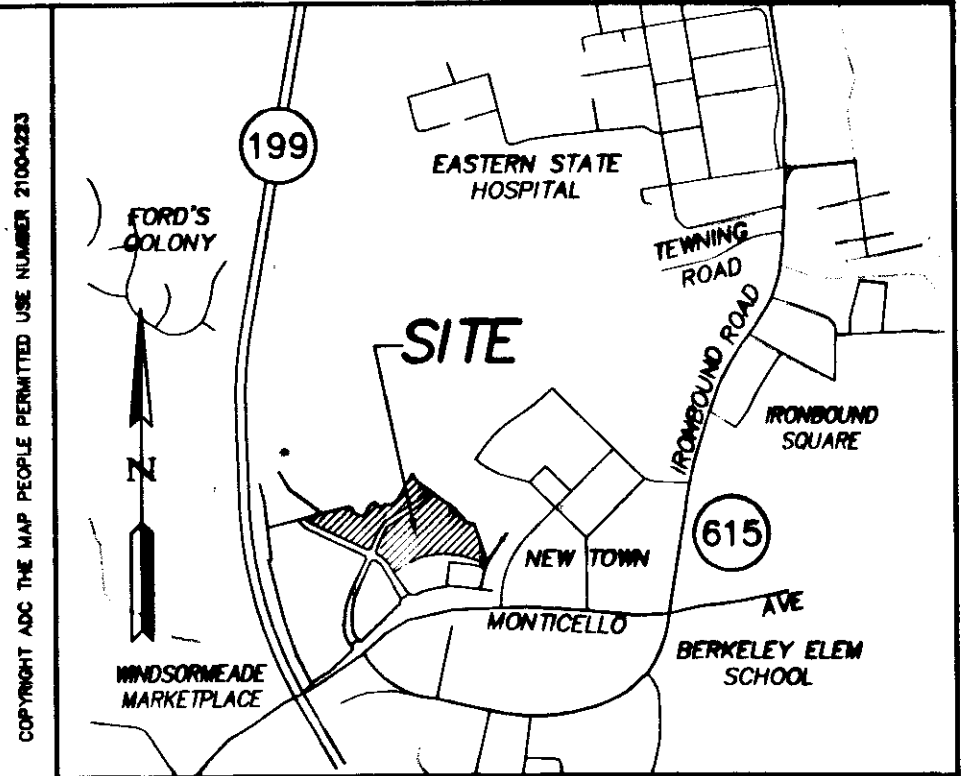 COPYRIGHT ADC THE MAP PEOPLE PERMITTED USE NUMBER 21004223
199
EASTERN STATE
HOSPITAL
FORD'S
COLONY
TEWNING
ROAD
SITE
IRONBOUND ROAD
IRONBOUND
SQUARE
N
615
NEW TOWN
MONTICELLO AVE
BERKELEY ELEM
SCHOOL
WINDSORMEADE
MARKETPLACE